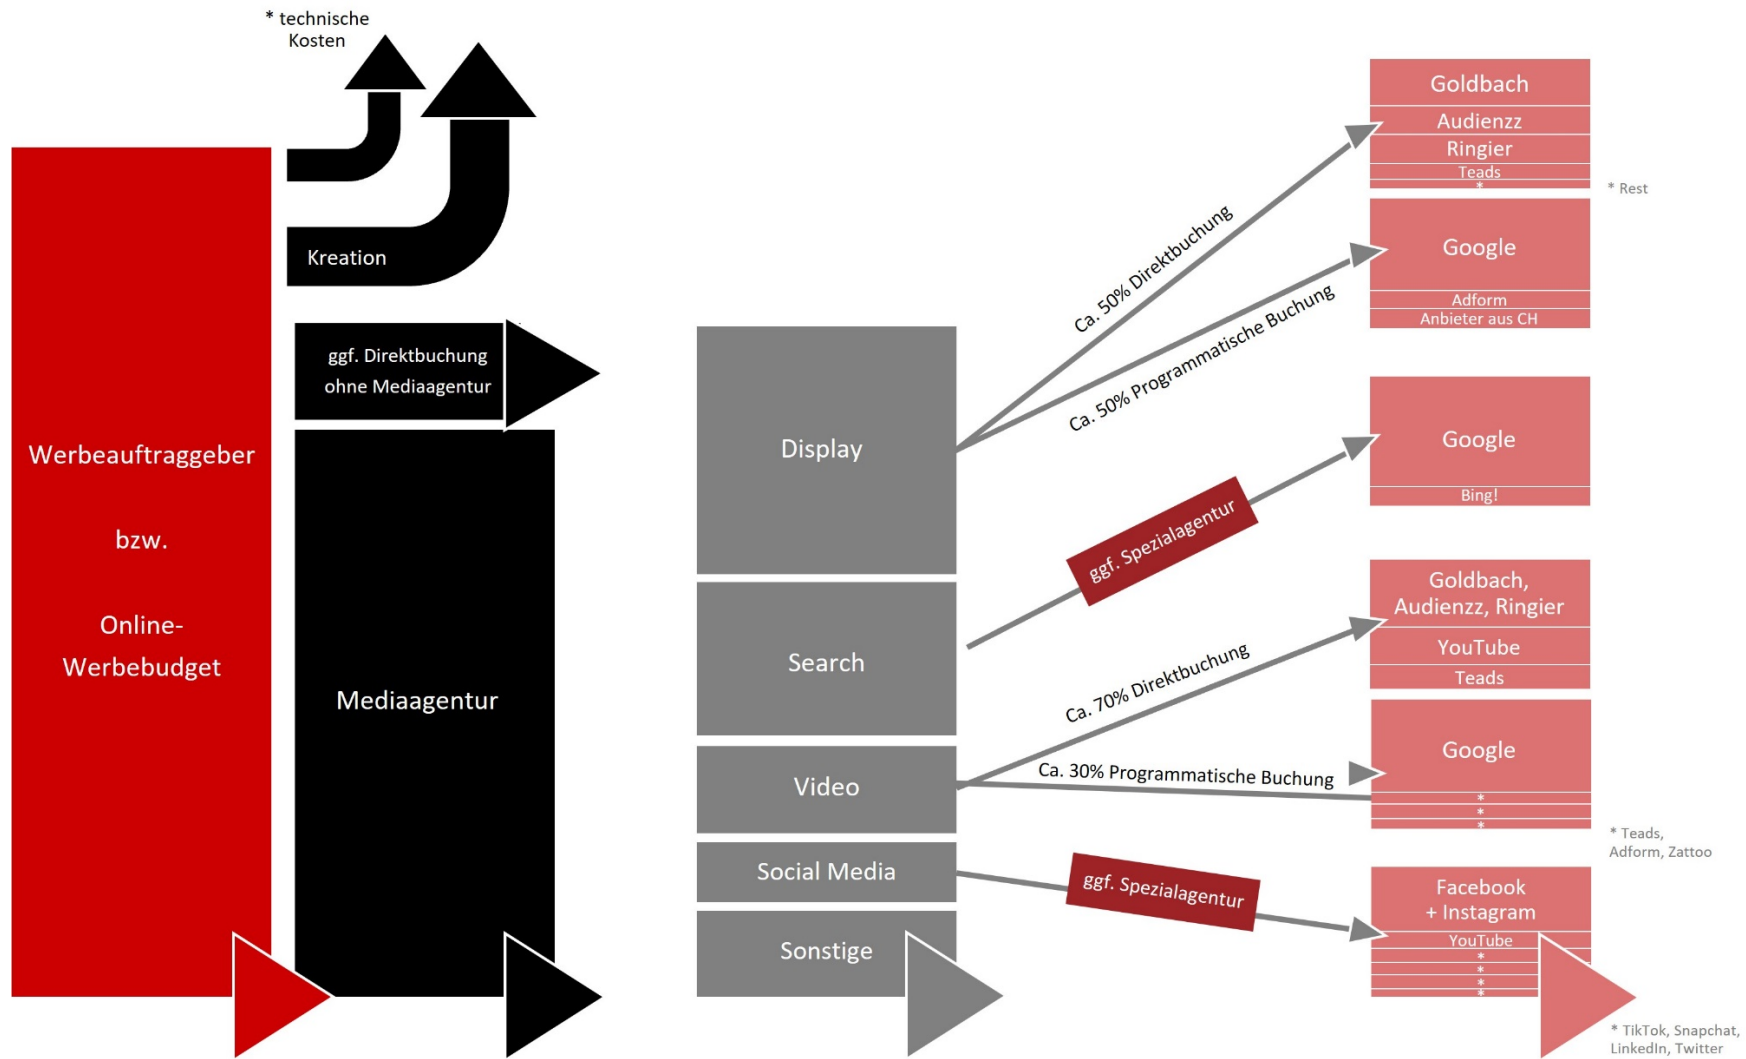 * technische
Kosten
Kreation
ggf. Direktbuchung
ohne Mediaagentur
Werbeauftraggeber
bzw.
Online-
Werbebudget
Mediaagentur
Display
Search
Video
Social Media
Sonstige
Ca. 50% Direktbuchung
Ca. 50% Programmatische Buchung
ggf. Spezialagentur
Ca. 70% Direktbuchung
Ca. 30% Programmatische Buchung
ggf. Spezialagentur
Goldbach
Audienzz
Ringier
Teads
*
* Rest
Google
Adform
Anbieter aus CH
Google
Bing!
Goldbach,
Audienzz, Ringier
YouTube
Teads
Google
*
*
*
* Teads,
Adform, Zattoo
Facebook
+ Instagram
YouTube
*
*
*
*
* TikTok, Snapchat,
LinkedIn, Twitter